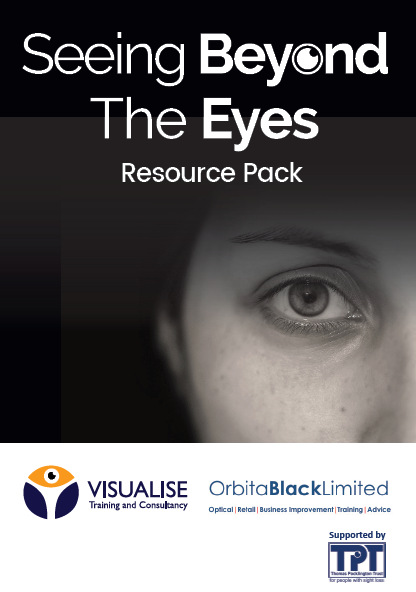 Seeing Beyond
The Eyes
Resource Pack
VISUALISE
Training and Consultancy
OrbitaBlackLimited
Optical|Retail|Business Improvement|Training|Advice
Supported by
TPT
Thomas Pocklington Trust
for people with sight loss